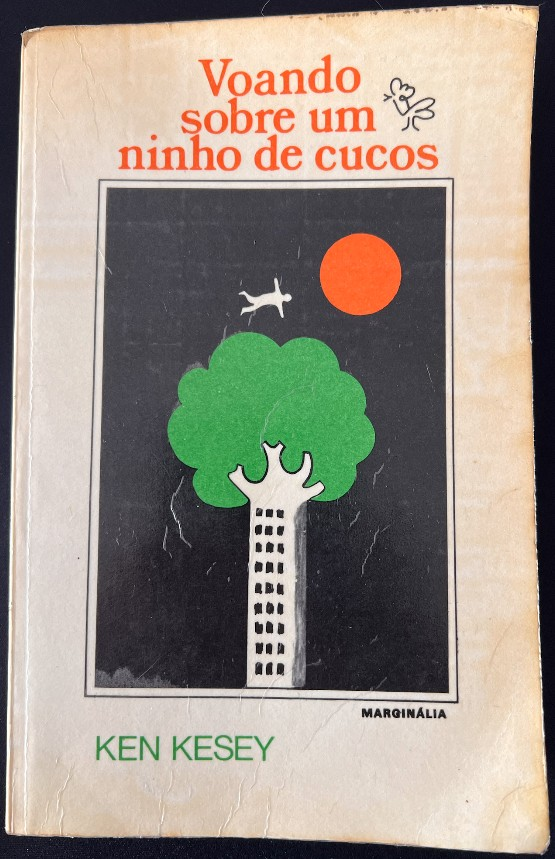 Voando
sobre um
ninho de cucos
MARGINÁLIA
KEN KESEY